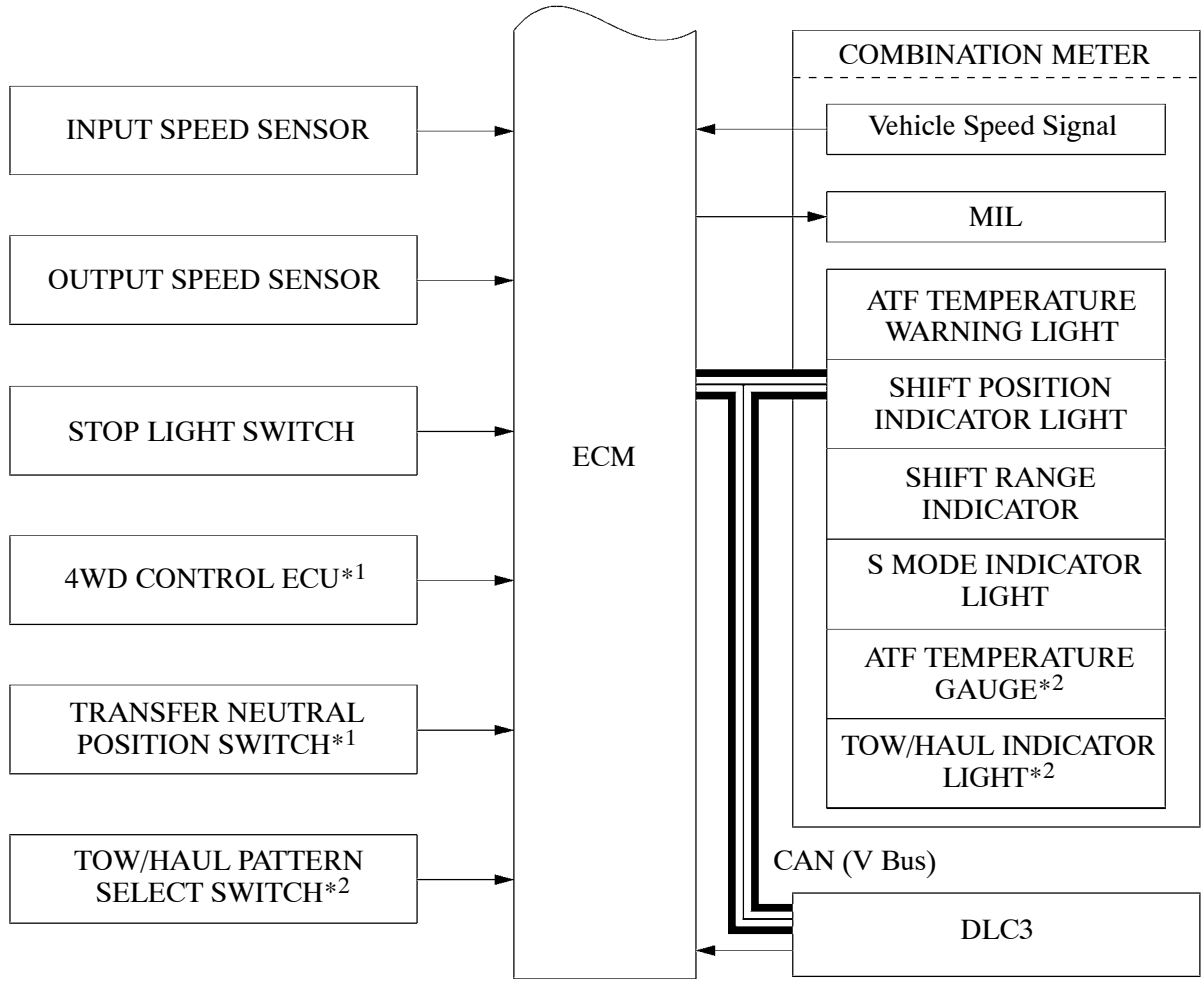 INPUT SPEED SENSOR
OUTPUT SPEED SENSOR
STOP LIGHT SWITCH
4WD CONTROL ECU*1
TRANSFER NEUTRAL
POSITION SWITCH*1
TOW/HAUL PATTERN
SELECT SWITCH*2
ECM
COMBINATION METER
Vehicle Speed Signal
MIL
ATF TEMPERATURE
WARNING LIGHT
SHIFT POSITION
INDICATOR LIGHT
SHIFT RANGE
INDICATOR
S MODE INDICATOR
LIGHT
ATF TEMPERATURE
GAUGE*2
TOW/HAUL INDICATOR
LIGHT*2
CAN (V Bus)
DLC3